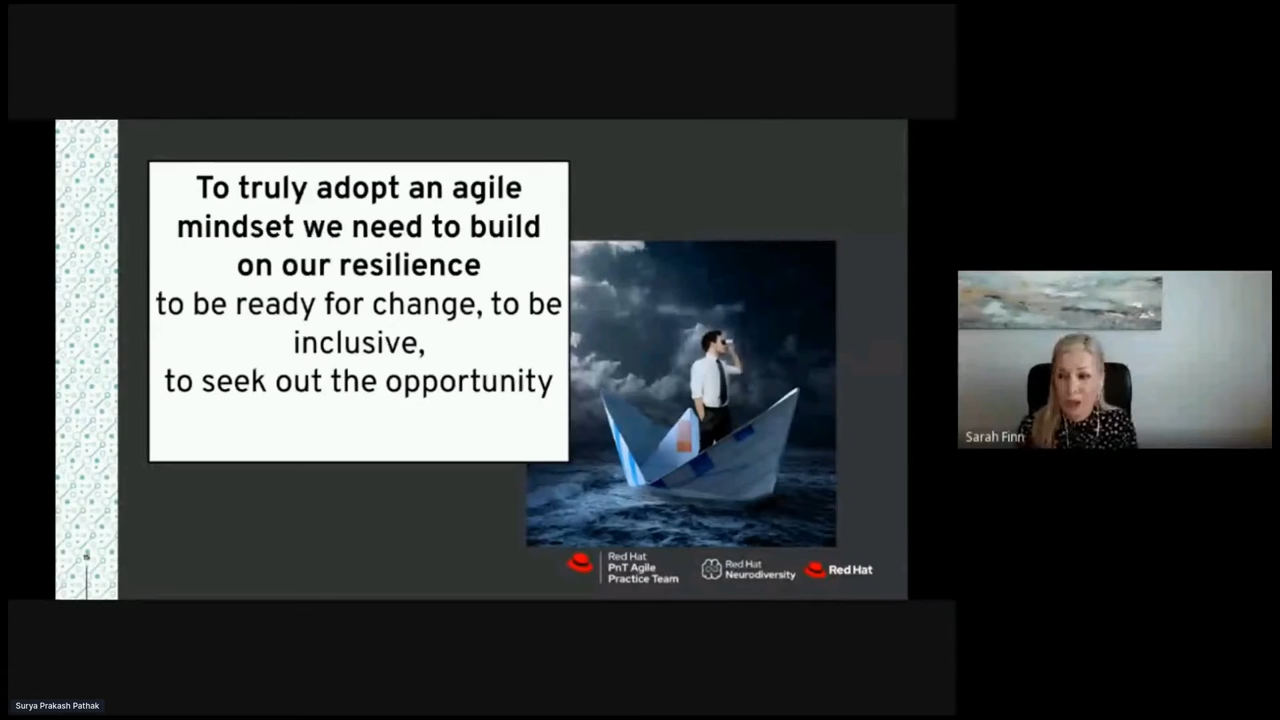 To truly adopt an agile
mindset we need to build
on our resilience
to be ready for change, to be
inclusive,
to seek out the opportunity
Red Hat
PnT Agile
Practice Team
Red Hat
Neurodiversity
Red Hat
Sarah Finn
Surya Prakash Pathak